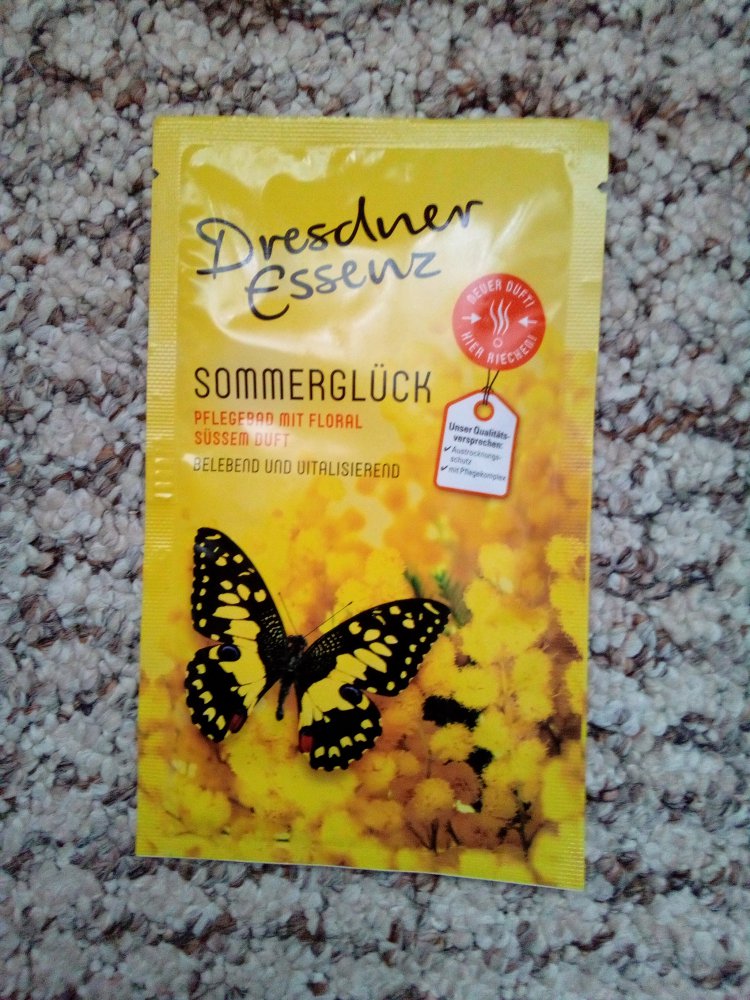 Dresdner
Essenz
NEUER DUFT!
HIER RIECHEN!
SOMMERGLÜCK
PFLEGEBAD MIT FLORAL
SÜSSEM DUFT
BELEBEND UND VITALISIEREND
Unser Qualitäts-
versprechen:
✓ Austrocknungs-
schutz
✓ mit Pflegekomplex